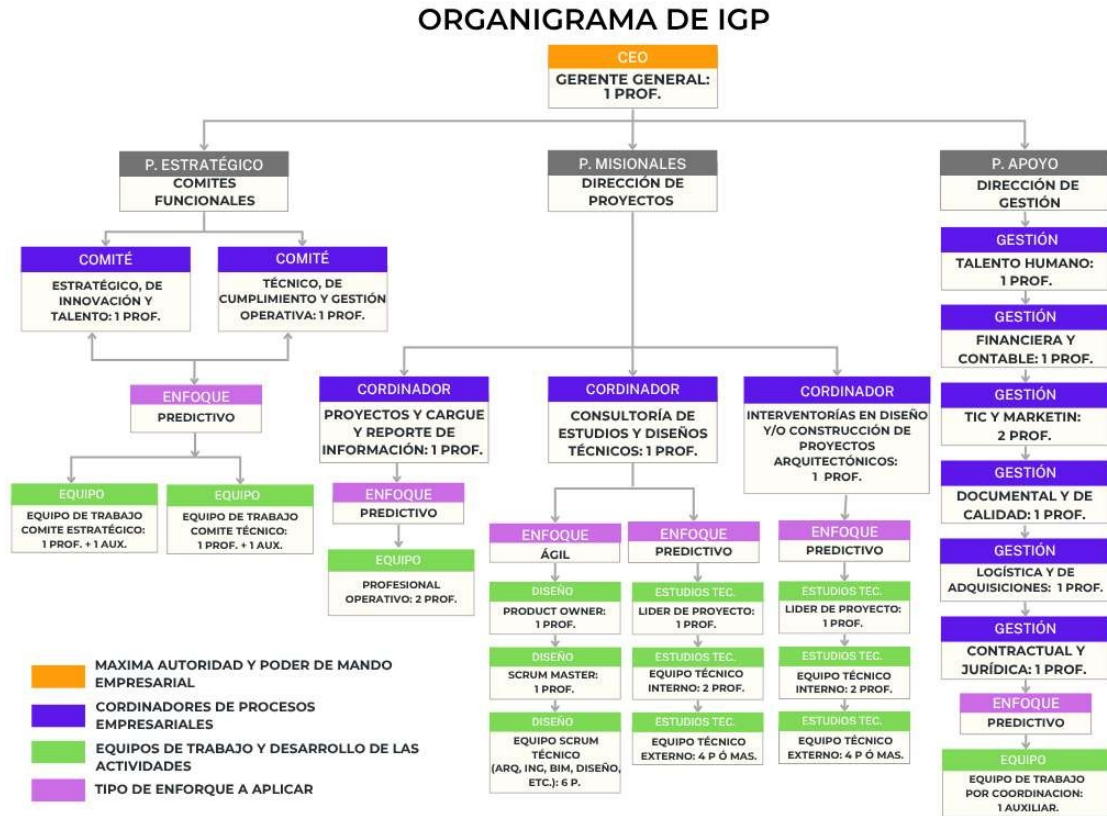 ORGANIGRAMA DE IGP
CEO
GERENTE GENERAL:
1 PROF.
P. ESTRATÉGICO
COMITES
FUNCIONALES
P. MISIONALES
DIRECCIÓN DE
PROYECTOS
P. APOYO
DIRECCIÓN DE
GESTIÓN
COMITÉ
ESTRATÉGICO, DE
INNOVACIÓN Y
TALENTO: 1 PROF.
COMITÉ
TÉCNICO, DE
CUMPLIMIENTO Y GESTIÓN
OPERATIVA: 1 PROF.
ENFOQUE
PREDICTIVO
EQUIPO
EQUIPO DE TRABAJO
COMITE ESTRATÉGICO:
1 PROF. + 1 AUX.
EQUIPO
EQUIPO DE TRABAJO
COMITE TÉCNICO:
1 PROF. + 1 AUX.
CORDINADOR
PROYECTOS Y CARGUE
Y REPORTE DE
INFORMACIÓN: 1 PROF.
ENFOQUE
PREDICTIVO
EQUIPO
PROFESIONAL
OPERATIVO: 2 PROF.
CORDINADOR
CONSULTORÍA DE
ESTUDIOS Y DISEÑOS
TÉCNICOS: 1 PROF.
ENFOQUE
ÁGIL
DISEÑO
PRODUCT OWNER:
1 PROF.
DISEÑO
SCRUM MASTER:
1 PROF.
DISEÑO
EQUIPO SCRUM
TÉCNICO
(ARQ, ING, BIM, DISEÑO,
ETC.): 6 P.
ENFOQUE
PREDICTIVO
ESTUDIOS TEC.
LIDER DE PROYECTO:
1 PROF.
ESTUDIOS TEC.
EQUIPO TÉCNICO
INTERNO: 2 PROF.
ESTUDIOS TEC.
EQUIPO TÉCNICO
EXTERNO: 4 P Ó MAS.
CORDINADOR
INTERVENTORÍAS EN DISEÑO
Y/O CONSTRUCCIÓN DE
PROYECTOS
ARQUITECTÓNICOS:
1 PROF.
ENFOQUE
PREDICTIVO
ESTUDIOS TEC.
LIDER DE PROYECTO:
1 PROF.
ESTUDIOS TEC.
EQUIPO TÉCNICO
INTERNO: 2 PROF.
ESTUDIOS TEC.
EQUIPO TÉCNICO
EXTERNO: 4 P Ó MAS.
GESTIÓN
TALENTO HUMANO:
1 PROF.
GESTIÓN
FINANCIERA Y
CONTABLE: 1 PROF.
GESTIÓN
TIC Y MARKETIN:
2 PROF.
GESTIÓN
DOCUMENTAL Y DE
CALIDAD: 1 PROF.
GESTIÓN
LOGÍSTICA Y DE
ADQUISICIONES: 1 PROF.
GESTIÓN
CONTRACTUAL Y
JURÍDICA: 1 PROF.
ENFOQUE
PREDICTIVO
EQUIPO
EQUIPO DE TRABAJO
POR COORDINACION:
1 AUXILIAR.
MAXIMA AUTORIDAD Y PODER DE MANDO
EMPRESARIAL
CORDINADORES DE PROCESOS
EMPRESARIALES
EQUIPOS DE TRABAJO Y DESARROLLO DE LAS
ACTIVIDADES
TIPO DE ENFORQUE A APLICAR